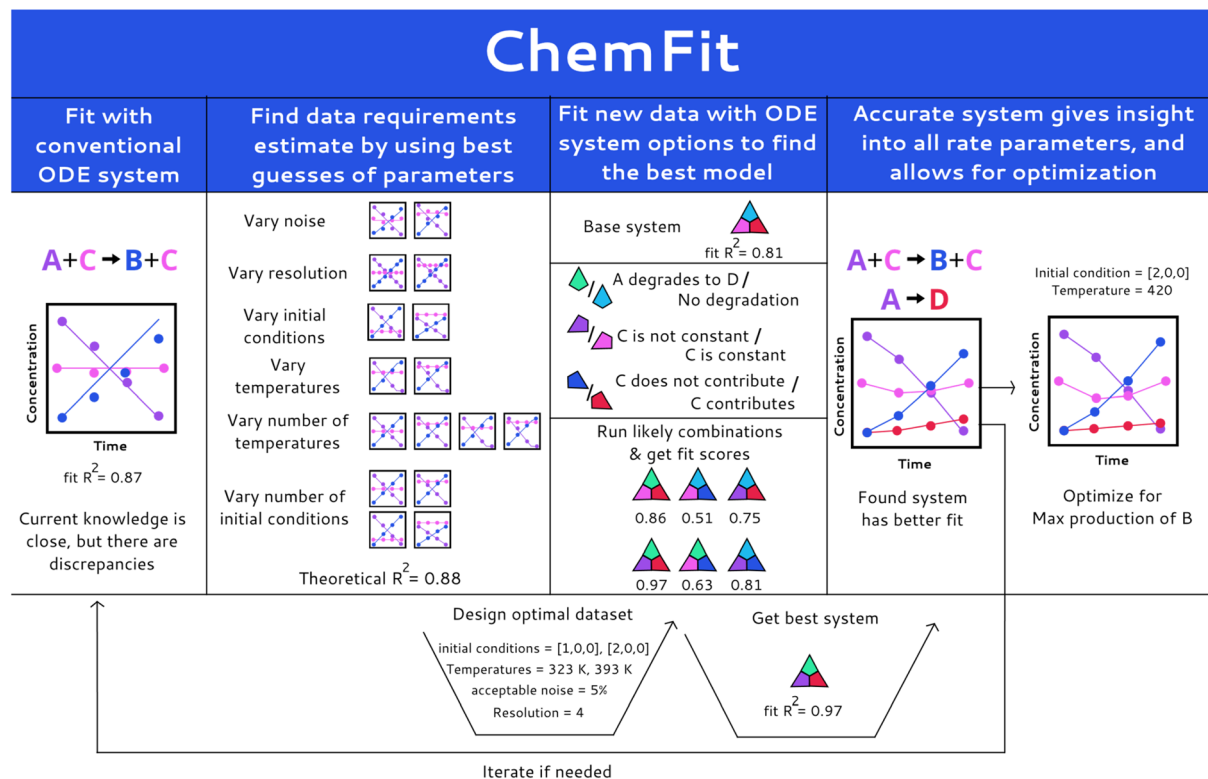 ChemFit
Fit with
conventional
ODE system
Find data requirements
estimate by using best
guesses of parameters
Fit new data with ODE
system options to find
the best model
Accurate system gives insight
into all rate parameters, and
allows for optimization
A+C→B+C
Concentration
Time
fit R²= 0.87
Current knowledge is
close, but there are
discrepancies
Vary noise
Vary resolution
Vary initial
conditions
Vary
temperatures
Vary number of
temperatures
Vary number of
initial conditions
Theoretical R²= 0.88
Base system
fit R²= 0.81
A degrades to D /
No degradation
C is not constant /
C is constant
C does not contribute /
C contributes
Run likely combinations
& get fit scores
0.86 0.51 0.75
0.97 0.63 0.81
A+C→B+C
A→D
Concentration
Time
Found system
has better fit
Initial condition = [2,0,0]
Temperature = 420
Concentration
Time
Optimize for
Max production of B
Design optimal dataset
initial conditions = [1,0,0], [2,0,0]
Temperatures = 323 K, 393 K
acceptable noise = 5%
Resolution = 4
Get best system
fit R²= 0.97
Iterate if needed